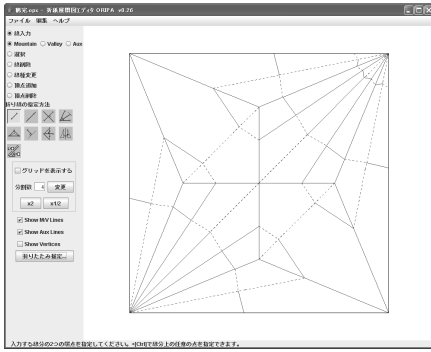 鶴完.opx - 折紙展開図エディタ ORIPA v0.26
ファイル 編集 ヘルプ
線入力
Mountain Valley Aux
選択
線削除
線種変更
頂点追加
頂点削除
折り線の指定方法
グリッドを表示する
分割数 4 変更
x2 x1/2
Show M/V Lines
Show Aux Lines
Show Vertices
折りたたみ推定...
入力する線分の2つの端点を指定してください。+[Ctrl]で線分上の任意の点を指定できます。